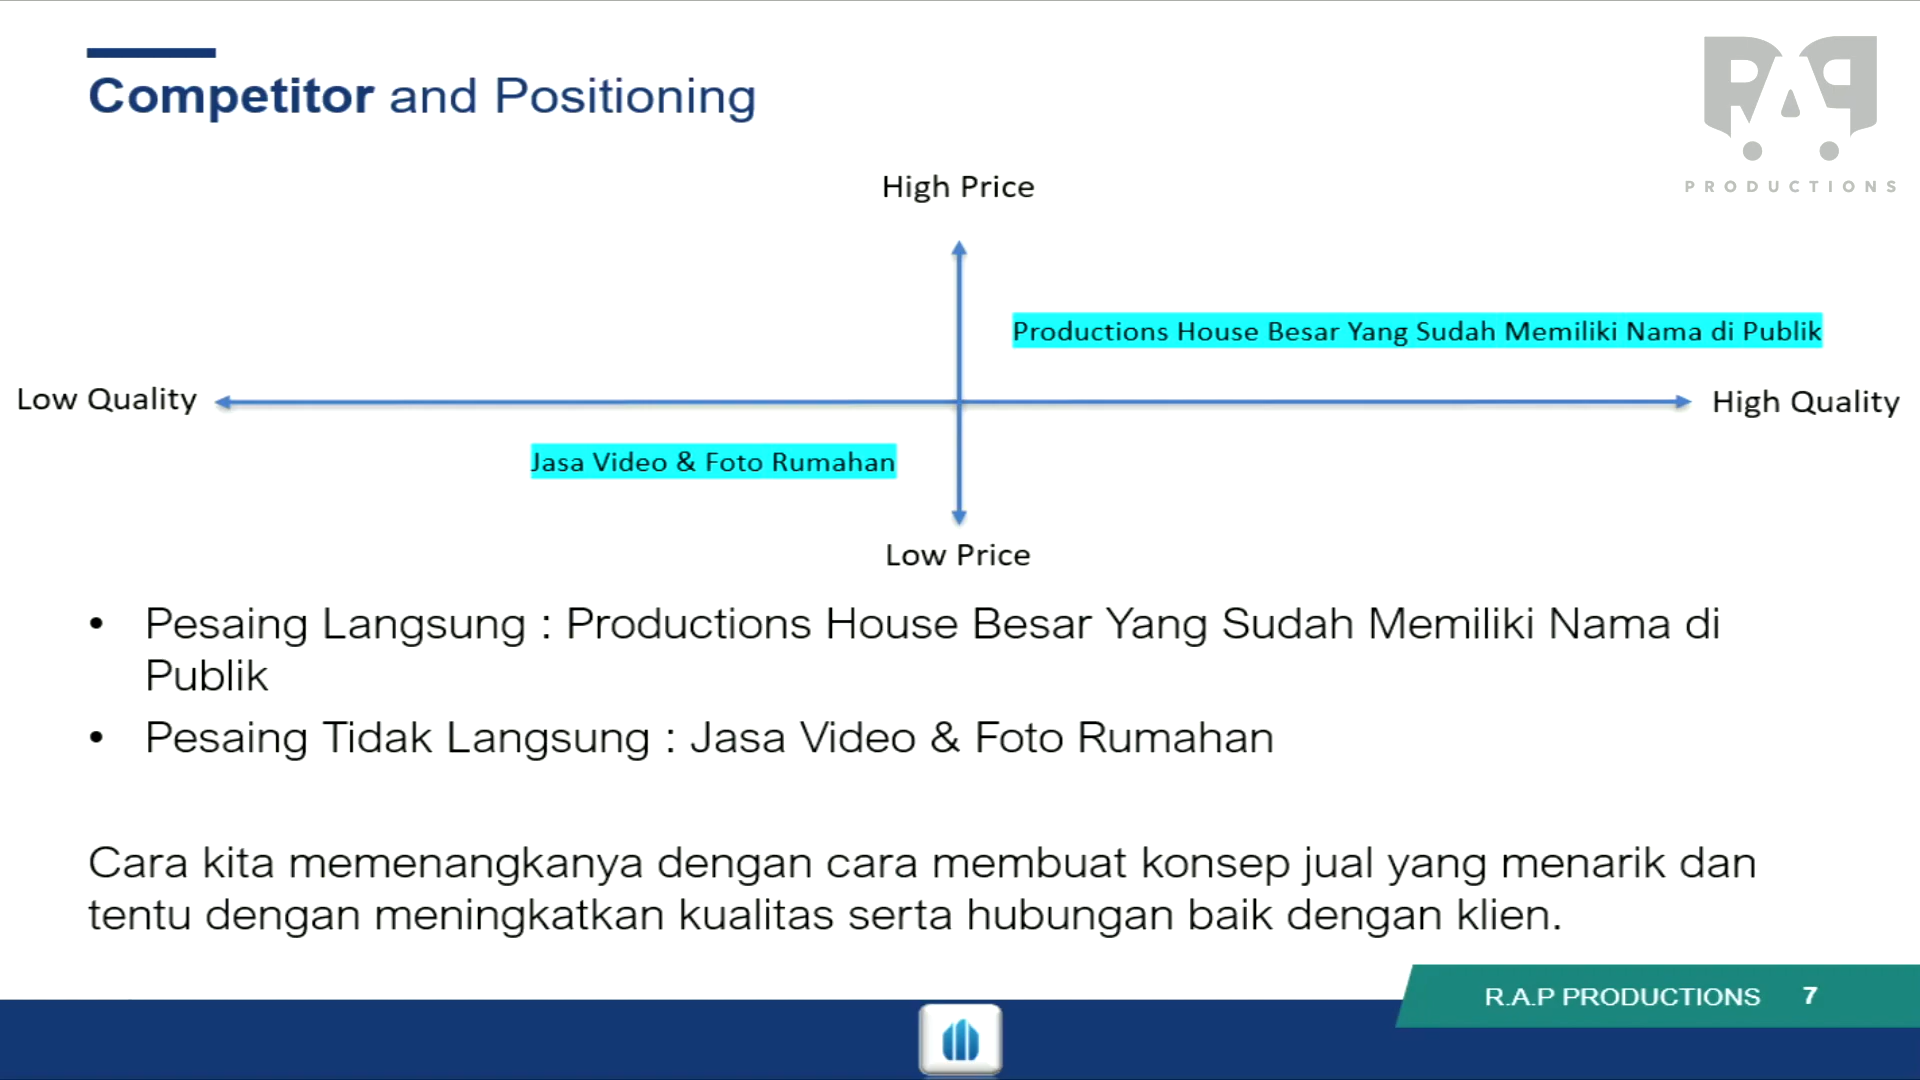 Competitor and Positioning
RAP
PRODUCTIONS
High Price
Productions House Besar Yang Sudah Memiliki Nama di Publik
Low Quality
High Quality
Jasa Video & Foto Rumahan
Low Price
• Pesaing Langsung : Productions House Besar Yang Sudah Memiliki Nama di
Publik
• Pesaing Tidak Langsung : Jasa Video & Foto Rumahan
Cara kita memenangkanya dengan cara membuat konsep jual yang menarik dan
tentu dengan meningkatkan kualitas serta hubungan baik dengan klien.
R.A.P PRODUCTIONS 7